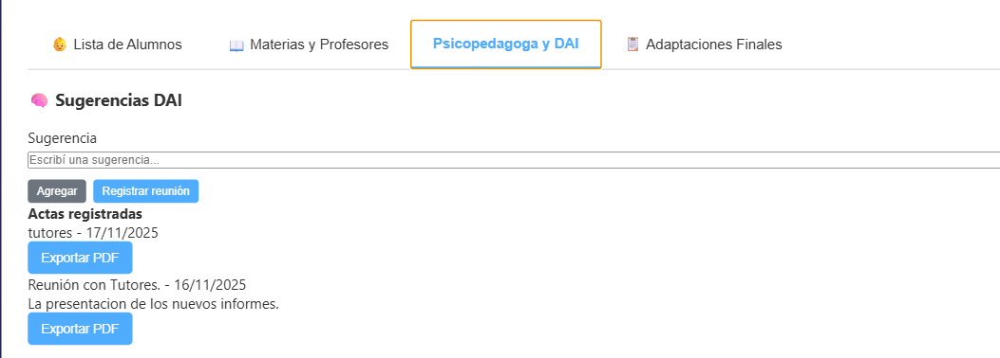 Lista de Alumnos Materias y Profesores Psicopedagoga y DAI Adaptaciones Finales
Sugerencias DAI
Sugerencia
Escribí una sugerencia...
Agregar Registrar reunión
Actas registradas
tutores - 17/11/2025
Exportar PDF
Reunión con Tutores. - 16/11/2025
La presentacion de los nuevos informes.
Exportar PDF